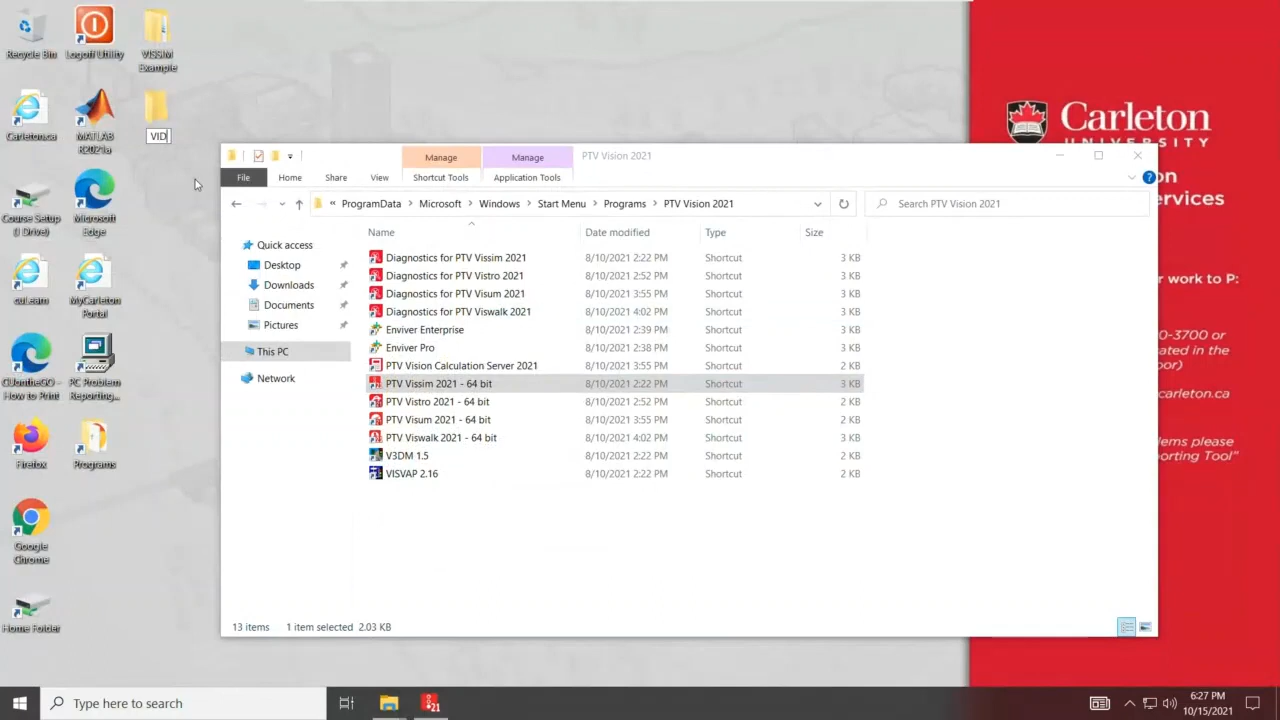 Recycle Bin
Logoff Utility
VISSIM
Example
Carleton.ca
MATLAB
R2021a
VID
Course Setup
(I Drive)
Microsoft
Edge
cuLearn
MyCarleton
Portal
CUontheGO -
How to Print
PC Problem
Reporting...
Firefox
Programs
Google
Chrome
Home Folder
Manage
Manage
PTV Vision 2021
File
Home
Share
View
Shortcut Tools
Application Tools
« ProgramData > Microsoft > Windows > Start Menu > Programs > PTV Vision 2021
Search PTV Vision 2021
Name Date modified Type Size
Quick access
Desktop
Downloads
Documents
Pictures
This PC
Network
Diagnostics for PTV Vissim 2021 8/10/2021 2:22 PM Shortcut 3 KB
Diagnostics for PTV Vistro 2021 8/10/2021 2:52 PM Shortcut 3 KB
Diagnostics for PTV Visum 2021 8/10/2021 3:55 PM Shortcut 3 KB
Diagnostics for PTV Viswalk 2021 8/10/2021 4:02 PM Shortcut 3 KB
Enviver Enterprise 8/10/2021 2:39 PM Shortcut 3 KB
Enviver Pro 8/10/2021 2:38 PM Shortcut 3 KB
PTV Vision Calculation Server 2021 8/10/2021 3:55 PM Shortcut 2 KB
PTV Vissim 2021 - 64 bit 8/10/2021 2:22 PM Shortcut 3 KB
PTV Vistro 2021 - 64 bit 8/10/2021 2:52 PM Shortcut 2 KB
PTV Visum 2021 - 64 bit 8/10/2021 3:55 PM Shortcut 2 KB
PTV Viswalk 2021 - 64 bit 8/10/2021 4:02 PM Shortcut 2 KB
V3DM 1.5 8/10/2021 2:22 PM Shortcut 2 KB
VISVAP 2.16 8/10/2021 2:22 PM Shortcut 2 KB
13 items 1 item selected 2.03 KB
Carleton
UNIVERSITY
on
ervices
r work to P:
0-3700 or
ated in the
oor)
carleton.ca
lems please
orting Tool"
Type here to search
21
6:27 PM
10/15/2021